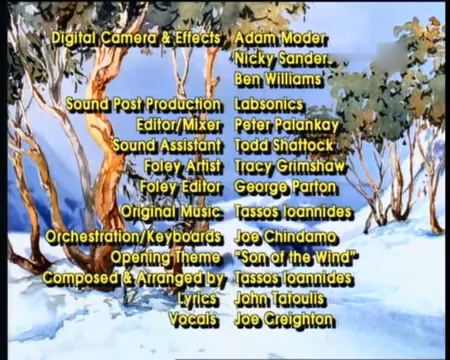 Digital Camera & Effects Adam Moder
Nicky Sander
Ben Williams
Sound Post Production Labsonics
Editor/Mixer Peter Palankay
Sound Assistant Todd Shattock
Foley Artist Tracy Grimshaw
Foley Editor George Parton
Original Music Tassos Ioannides
Orchestration/Keyboards Joe Chindamo
Opening Theme "Son of the Wind"
Composed & Arranged by Tassos Ioannides
Lyrics John Tatoulis
Vocals Joe Creighton